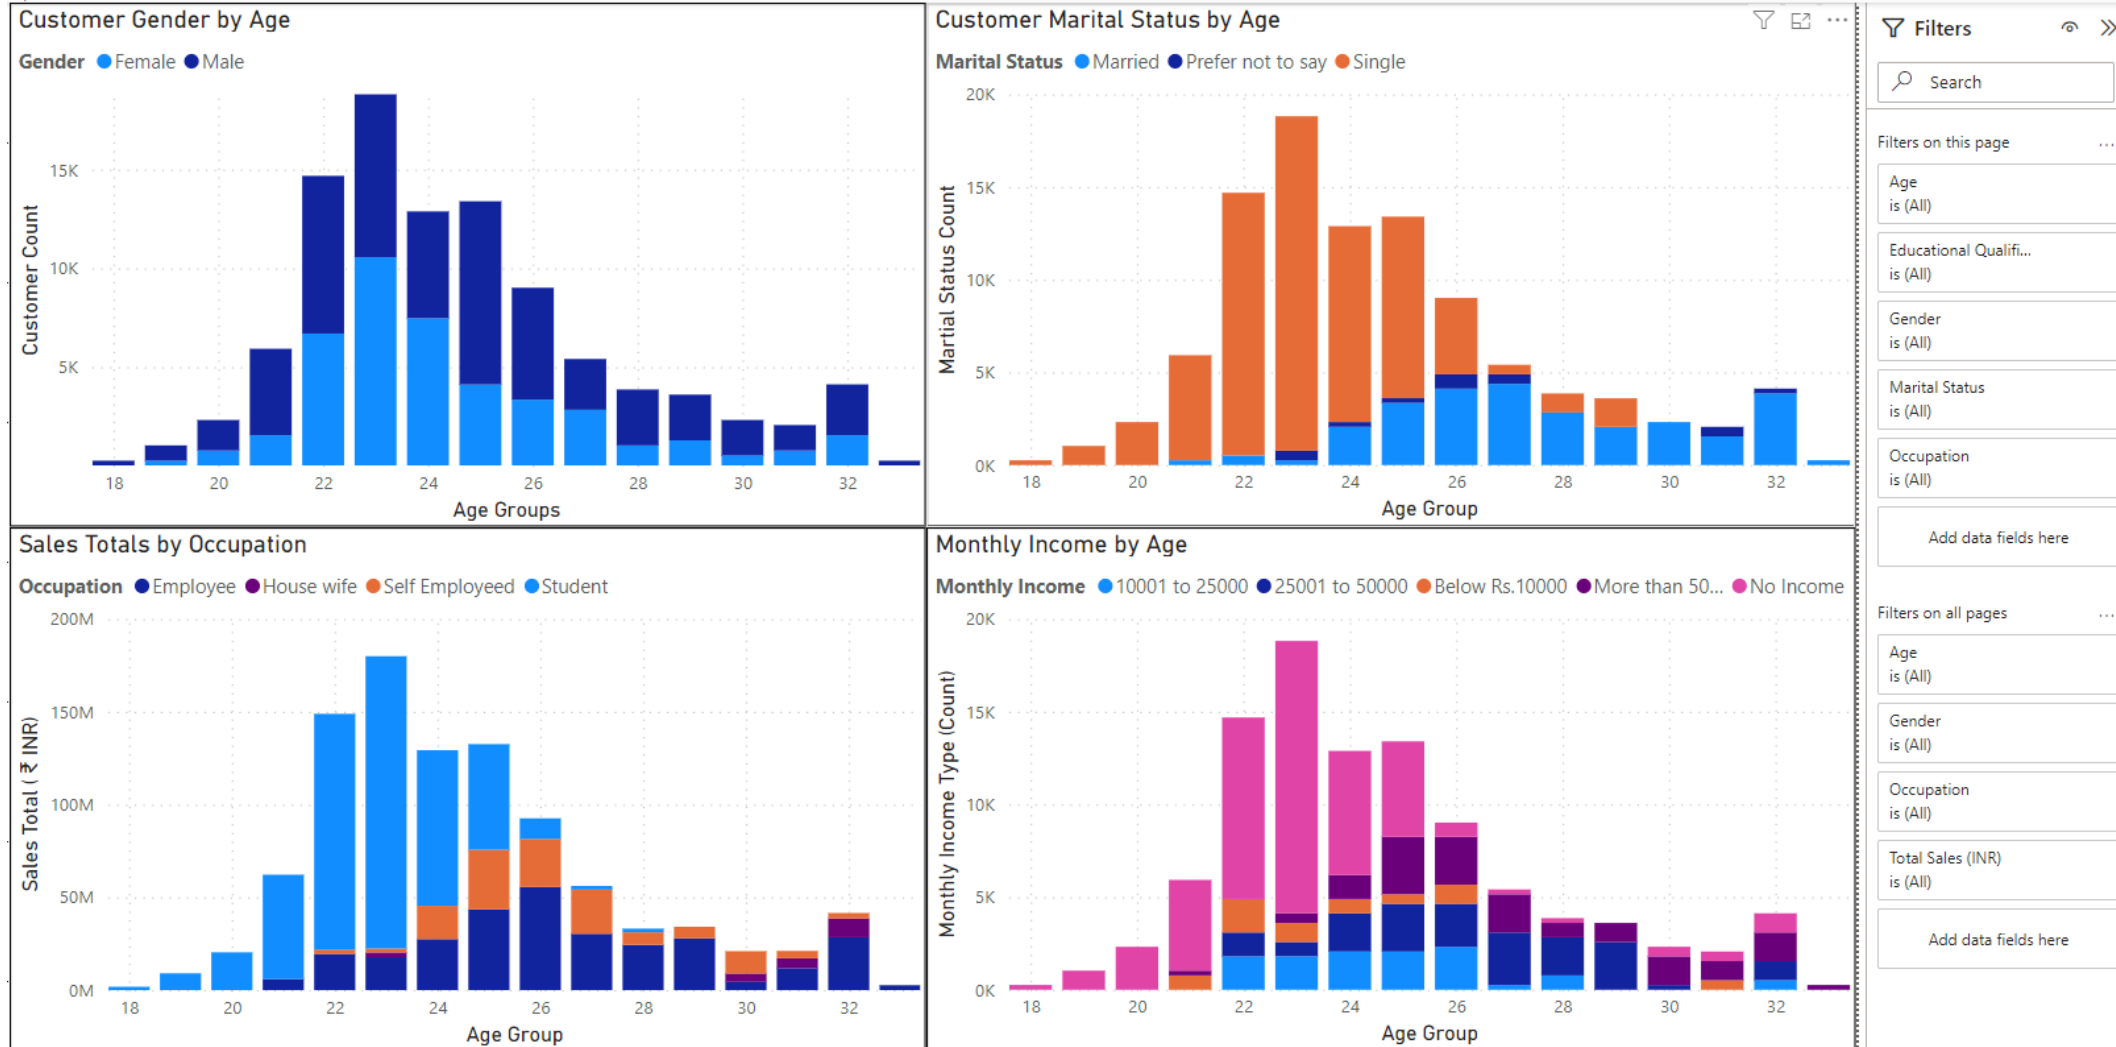 Customer Gender by Age
Gender Female Male
Customer Count
15K
10K
5K
18 20 22 24 26 28 30 32
Age Groups
Customer Marital Status by Age
Marital Status Married Prefer not to say Single
Martial Status Count
20K
15K
10K
5K
0K
18 20 22 24 26 28 30 32
Age Group
Sales Totals by Occupation
Occupation Employee House wife Self Employeed Student
Sales Total ( ₹ INR)
200M
150M
100M
50M
0M
18 20 22 24 26 28 30 32
Age Group
Monthly Income by Age
Monthly Income 10001 to 25000 25001 to 50000 Below Rs.10000 More than 50... No Income
Monthly Income Type (Count)
20K
15K
10K
5K
0K
18 20 22 24 26 28 30 32
Age Group
Filters
Search
Filters on this page
Age
is (All)
Educational Qualifi...
is (All)
Gender
is (All)
Marital Status
is (All)
Occupation
is (All)
Add data fields here
Filters on all pages
Age
is (All)
Gender
is (All)
Occupation
is (All)
Total Sales (INR)
is (All)
Add data fields here